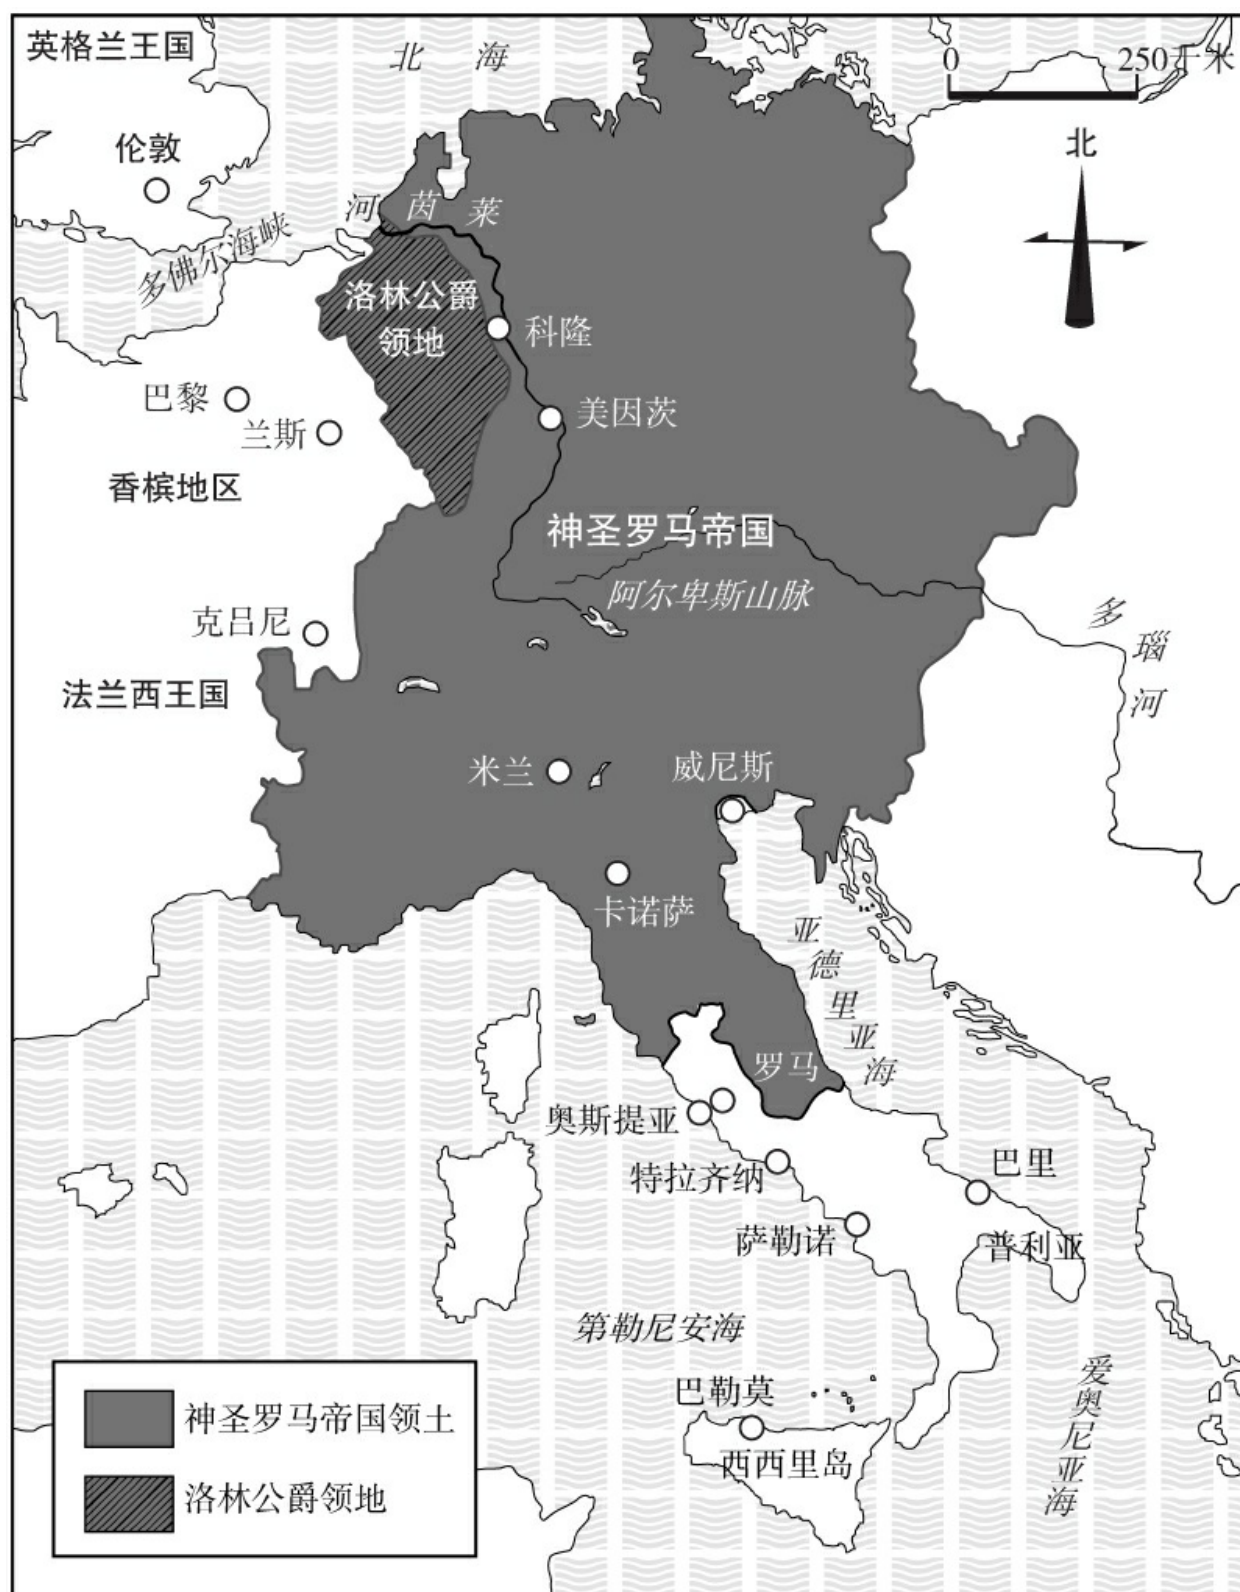 英格兰王国
北 海
0 250千米
伦敦
北
河 茵 莱
多佛尔海峡
洛林公爵
领地
科隆
巴黎
美因茨
兰斯
香槟地区
神圣罗马帝国
阿尔卑斯山脉
多瑙河
克吕尼
法兰西王国
米兰
威尼斯
卡诺萨
亚德里亚海
罗马
奥斯提亚
特拉齐纳
巴里
萨勒诺
普利亚
第勒尼安海
巴勒莫
西西里岛
爱奥尼亚海
神圣罗马帝国领土
洛林公爵领地